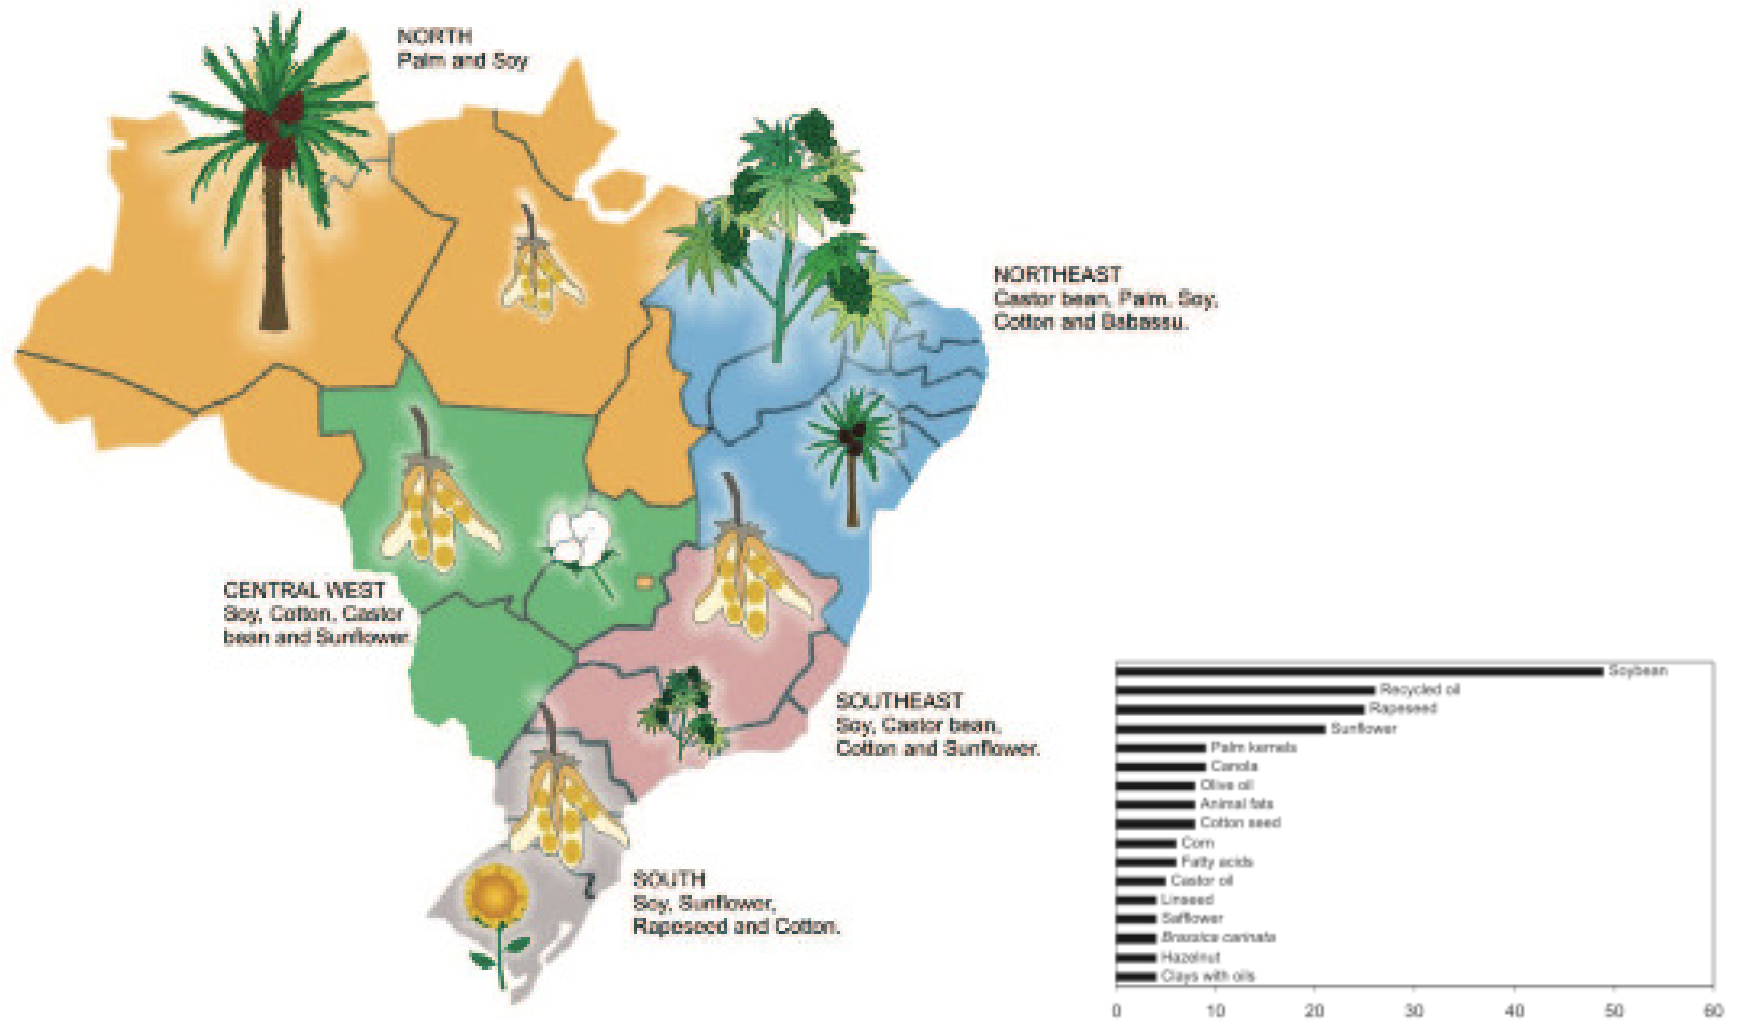 NORTH
Palm and Soy
NORTHEAST
Castor bean, Palm, Soy,
Cotton and Babassu.
CENTRAL WEST
Soy, Cotton, Castor
bean and Sunflower.
SOUTHEAST
Soy, Castor bean,
Cotton and Sunflower.
SOUTH
Soy, Sunflower,
Rapeseed and Cotton.
Soybean
Recycled oil
Rapeseed
Sunflower
Palm kernels
Canola
Olive oil
Animal fats
Cotton seed
Corn
Fatty acids
Castor oil
Linseed
Safflower
Brassica carinata
Hazelnut
Clays with oils
0 10 20 30 40 50 60